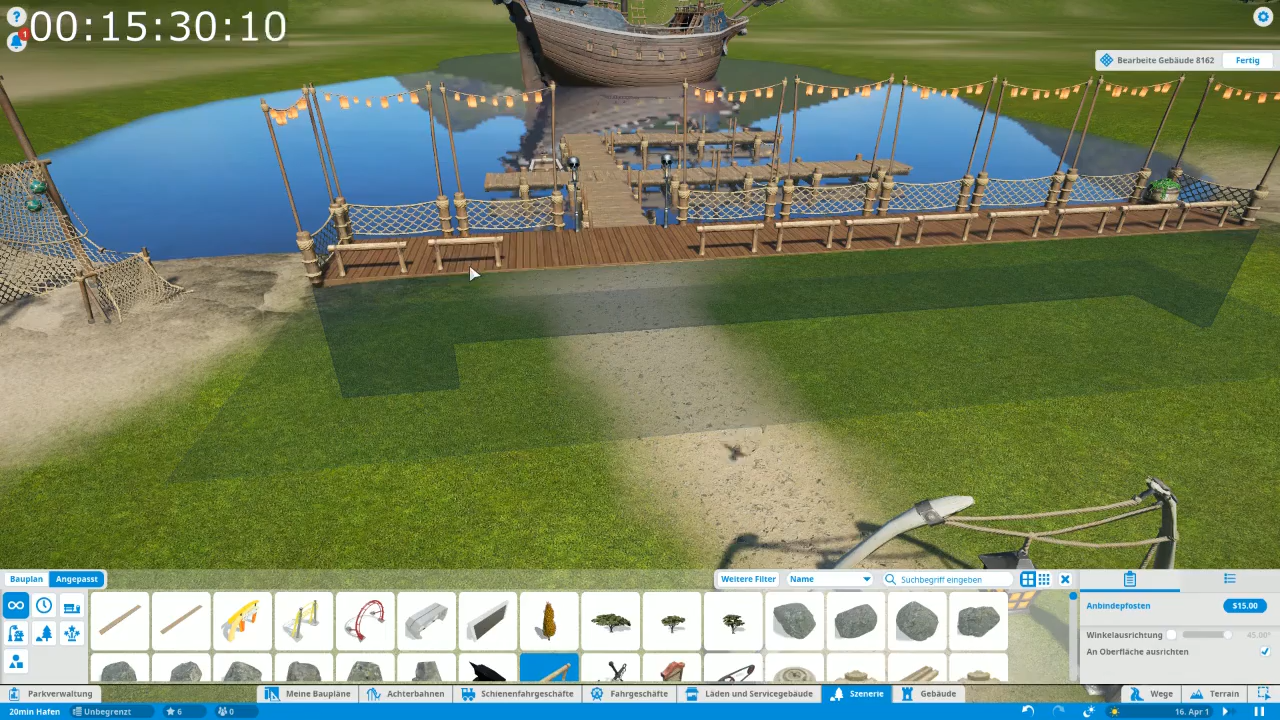 ?
1
00:15:30:10
Bearbeite Gebäude 8162
Fertig
Bauplan
Angepasst
Weitere Filter
Name
Suchbegriff eingeben
Anbindepfosten
$15.00
Winkelausrichtung
45.00°
An Oberfläche ausrichten
Parkverwaltung
Meine Baupläne
Achterbahnen
Schienenfahrgeschäfte
Fahrgeschäfte
Läden und Servicegebäude
Szenerie
Gebäude
Wege
Terrain
20min Hafen
Unbegrenzt
6
0
16. Apr 1